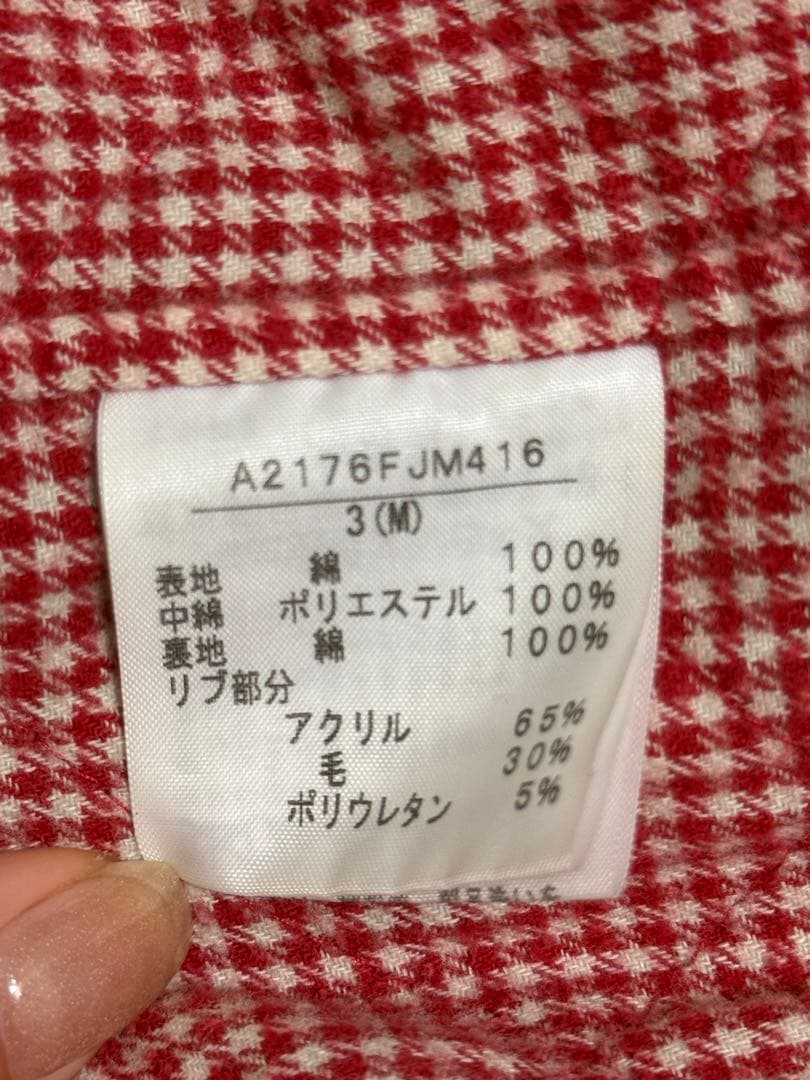 A2176FJM416
3(M)
表地 綿 100%
中綿 ポリエステル 100%
裏地 綿 100%
リブ部分
アクリル 65%
毛 30%
ポリウレタン 5%